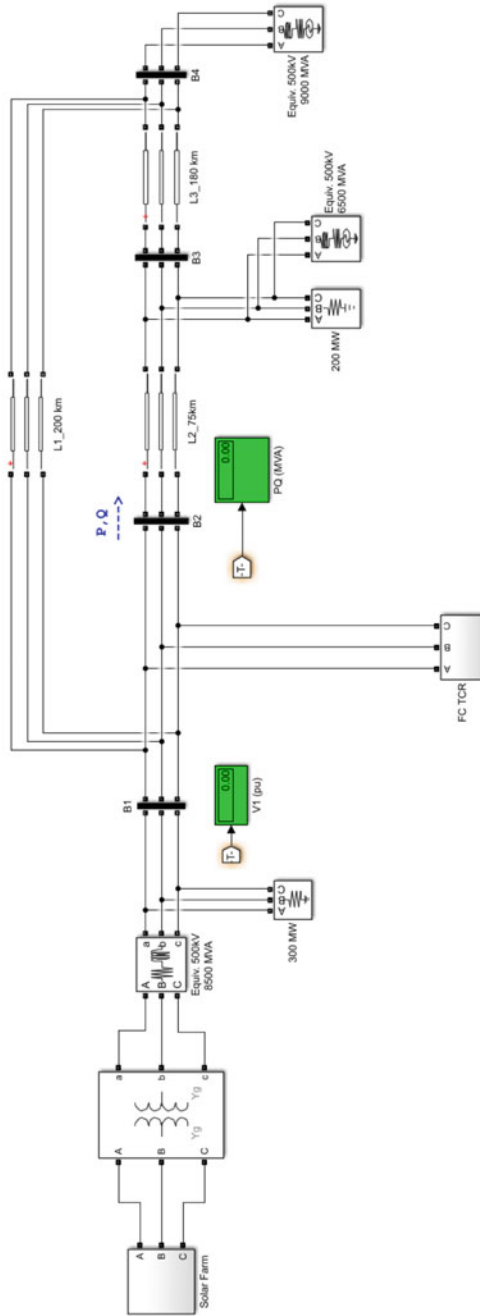 Solar Farm
A
B
C
A
B
C
a
b
c
Yg
Yg
A
B
C
a
b
c
Equiv. 500kV
8500 MVA
A
B
C
300 MW
B1
-T-
0.00
V1 (pu)
L1_200 km
A
B
C
FC TCR
P,Q
---->
B2
-T-
0.00
PQ (MVA)
L2_75km
B3
A
B
C
200 MW
A
B
C
Equiv. 500kV
6500 MVA
L3_180 km
B4
A
B
C
Equiv. 500kV
9000 MVA